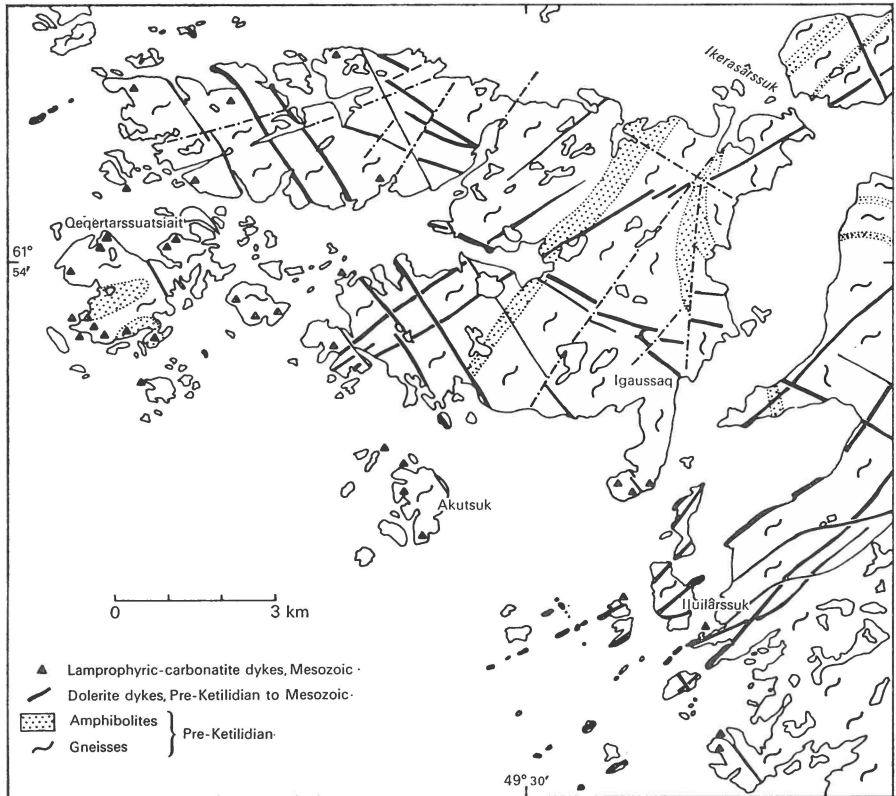 Ikerasârssuk
Qeqertarssuatsiait
61°
54'
Igaussaq
Akutsuk
0 3 km
Ilúilârssuk
Lamprophyric-carbonatite dykes, Mesozoic
Dolerite dykes, Pre-Ketilidian to Mesozoic
Amphibolites
Pre-Ketilidian
Gneisses
49° 30'